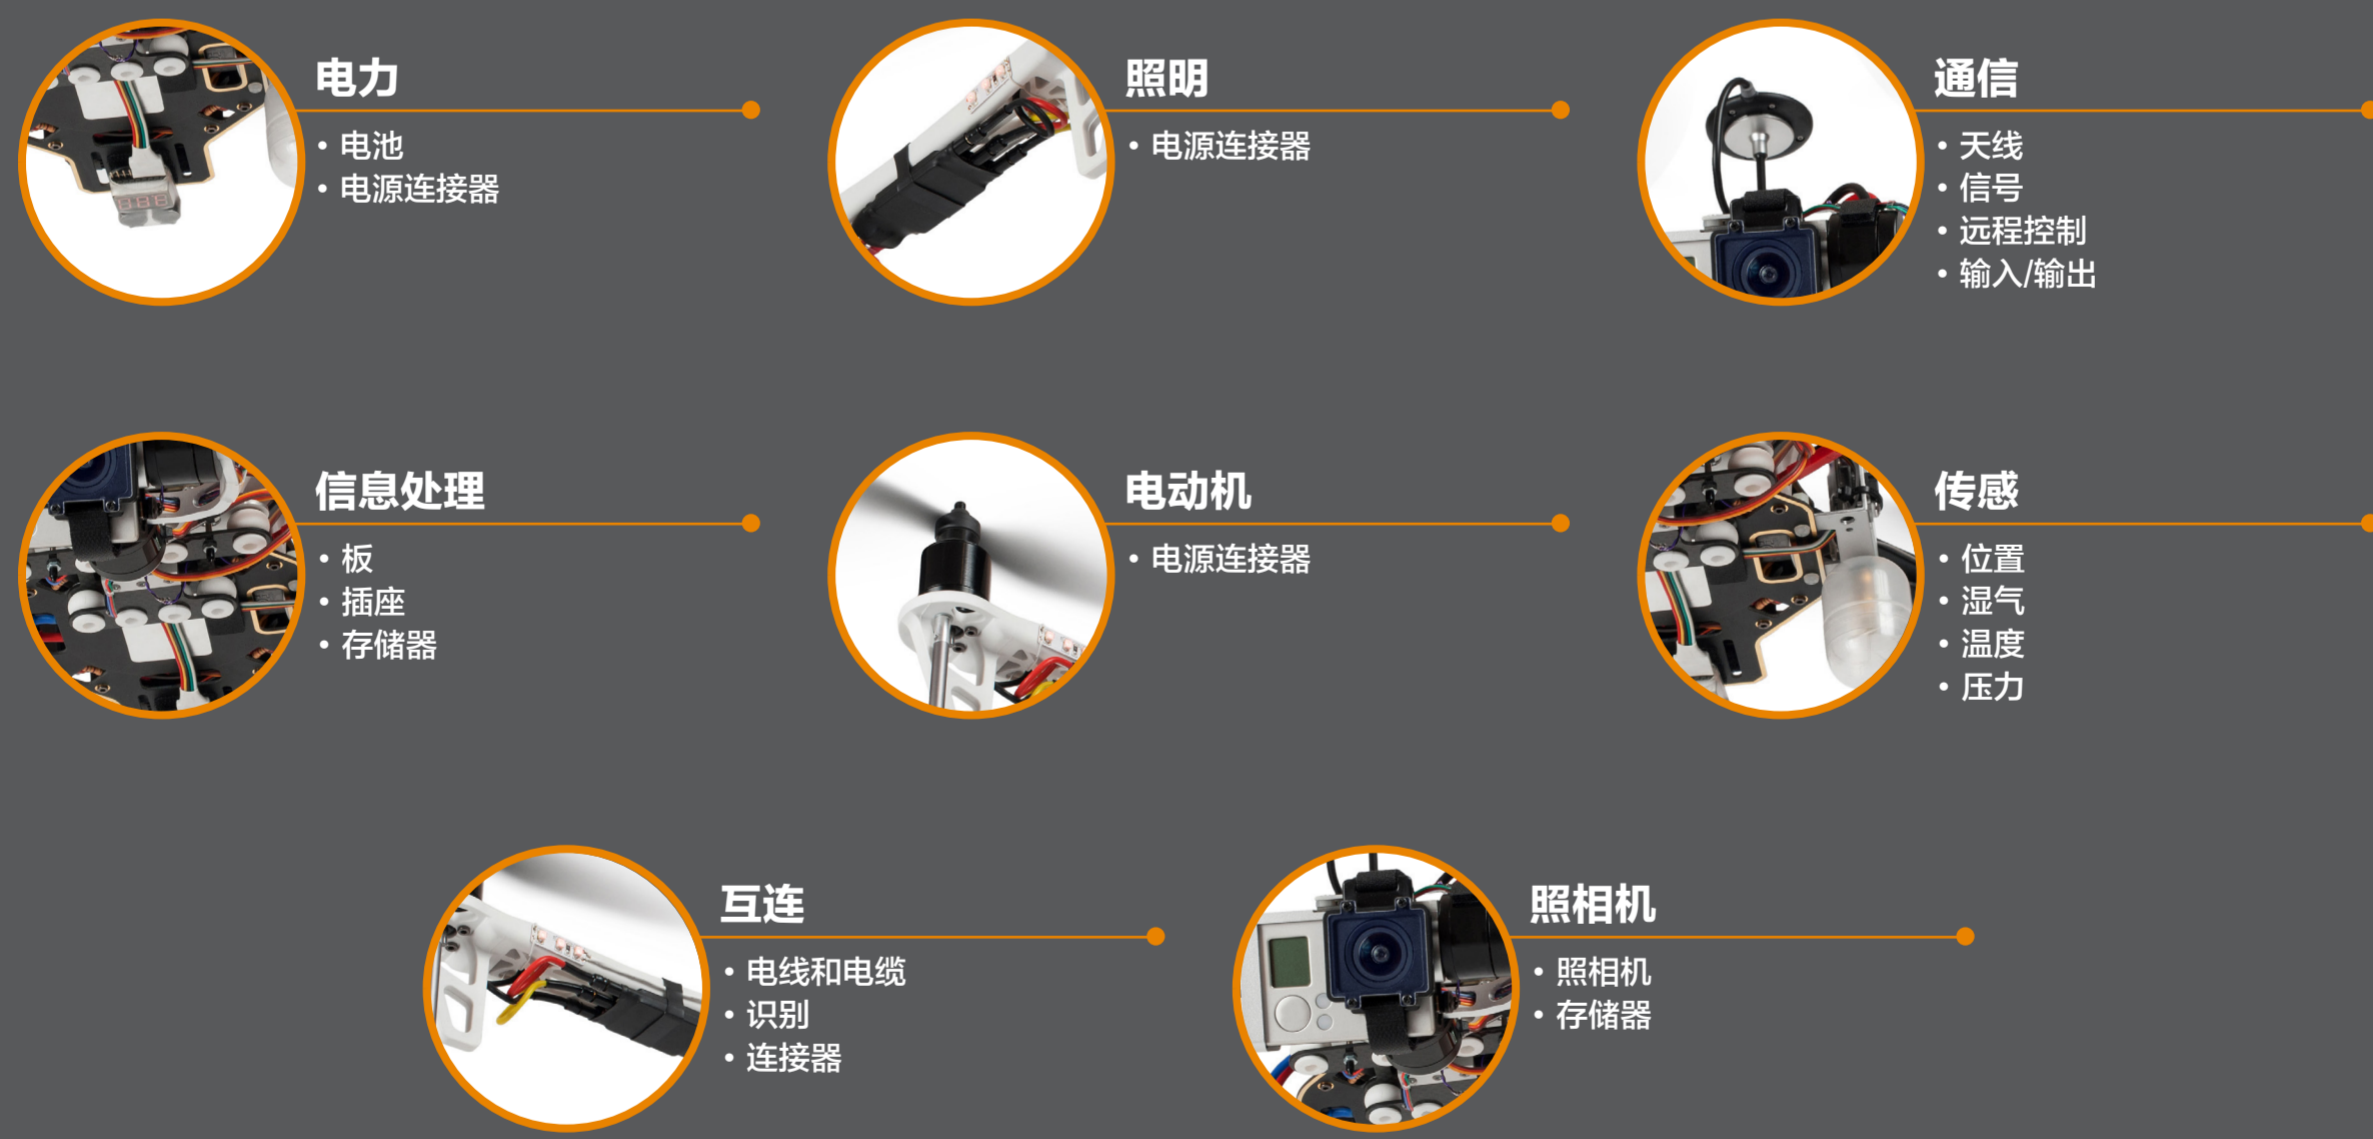 电力
• 电池
• 电源连接器
照明
• 电源连接器
通信
• 天线
• 信号
• 远程控制
• 输入/输出
信息处理
• 板
• 插座
• 存储器
电动机
• 电源连接器
传感
• 位置
• 湿气
• 温度
• 压力
互连
• 电线和电缆
• 识别
• 连接器
照相机
• 照相机
• 存储器